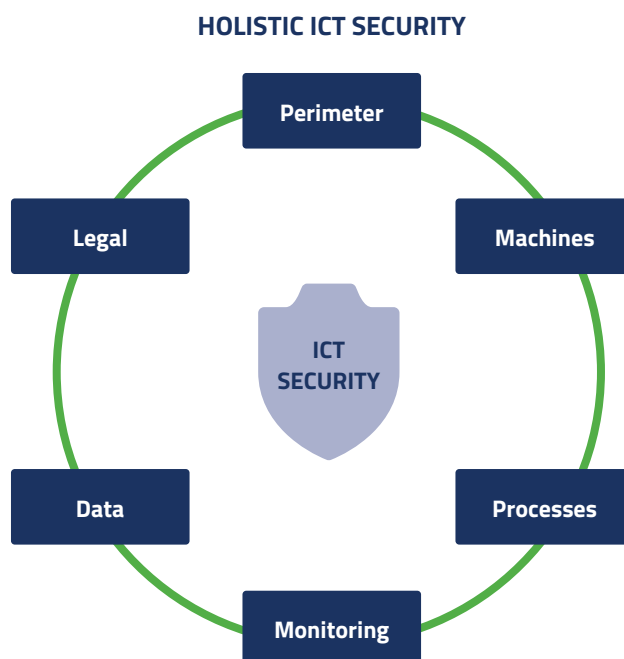 HOLISTIC ICT SECURITY
Perimeter
Legal
Machines
ICT
SECURITY
Data
Processes
Monitoring